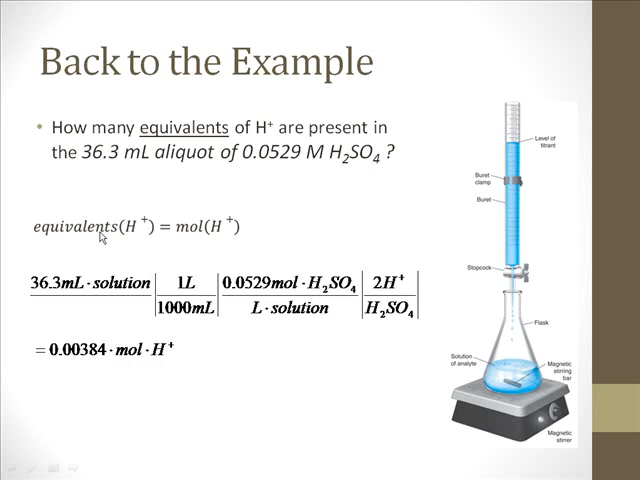 Back to the Example
• How many equivalents of H⁺ are present in
the 36.3 mL aliquot of 0.0529 M H₂SO₄ ?
equivalents(H⁺) = mol(H⁺)
36.3mL·solution | 1L | 0.0529mol·H₂SO₄ | 2H⁺
1000mL | L·solution | H₂SO₄
= 0.00384·mol·H⁺
Level of
titrant
Buret
clamp
Buret
Stopcock
Flask
Solution
of analyte
Magnetic
stirring
bar
Magnetic
stirrer